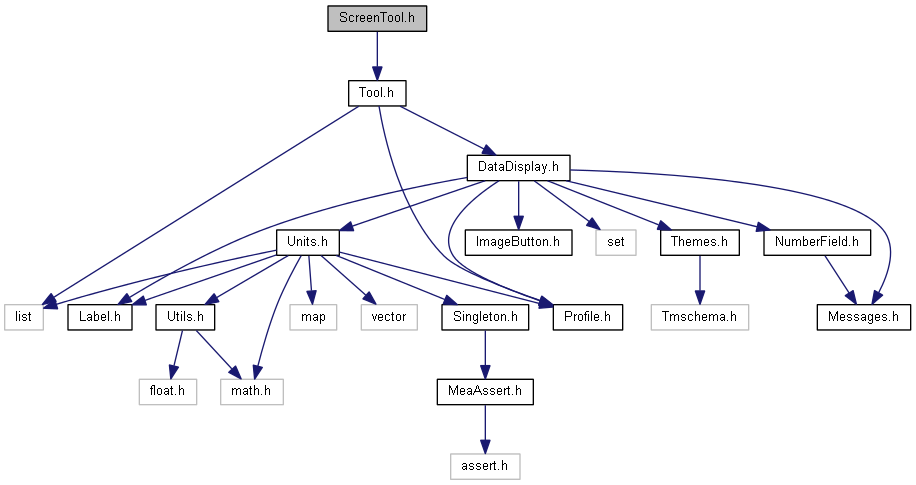 ScreenTool.h
Tool.h
DataDisplay.h
Units.h
ImageButton.h
set
Themes.h
NumberField.h
list
Label.h
Utils.h
map
vector
Singleton.h
Profile.h
Tmschema.h
Messages.h
float.h
math.h
MeaAssert.h
assert.h